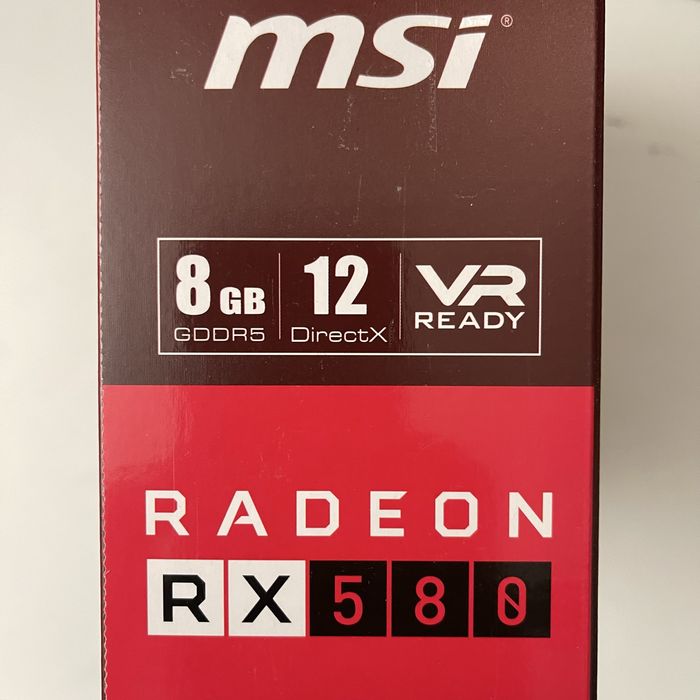 msi®
8 GB 12 VR
GDDR5 DirectX READY
RADEON
RX 580